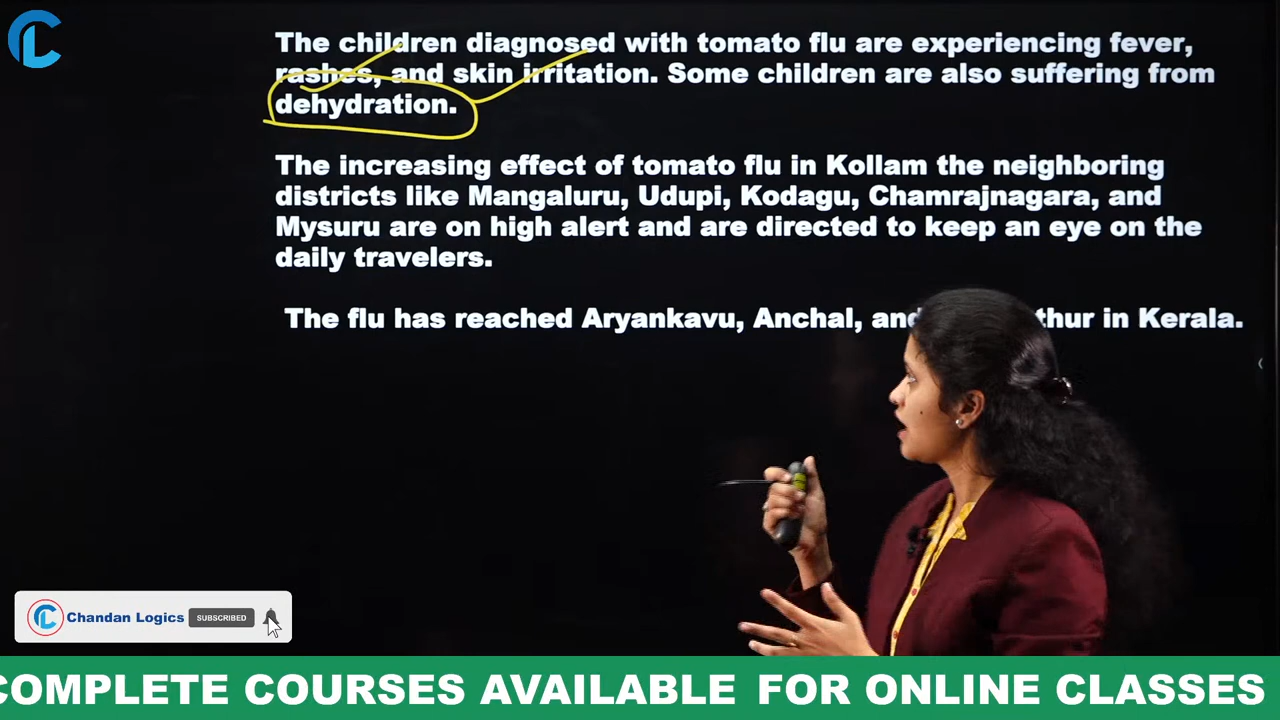 The children diagnosed with tomato flu are experiencing fever,
rashes, and skin irritation. Some children are also suffering from
dehydration.
The increasing effect of tomato flu in Kollam the neighboring
districts like Mangaluru, Udupi, Kodagu, Chamrajnagara, and
Mysuru are on high alert and are directed to keep an eye on the
daily travelers.
The flu has reached Aryankavu, Anchal, and in Kerala.
Chandan Logics SUBSCRIBED
COMPLETE COURSES AVAILABLE FOR ONLINE CLASSES